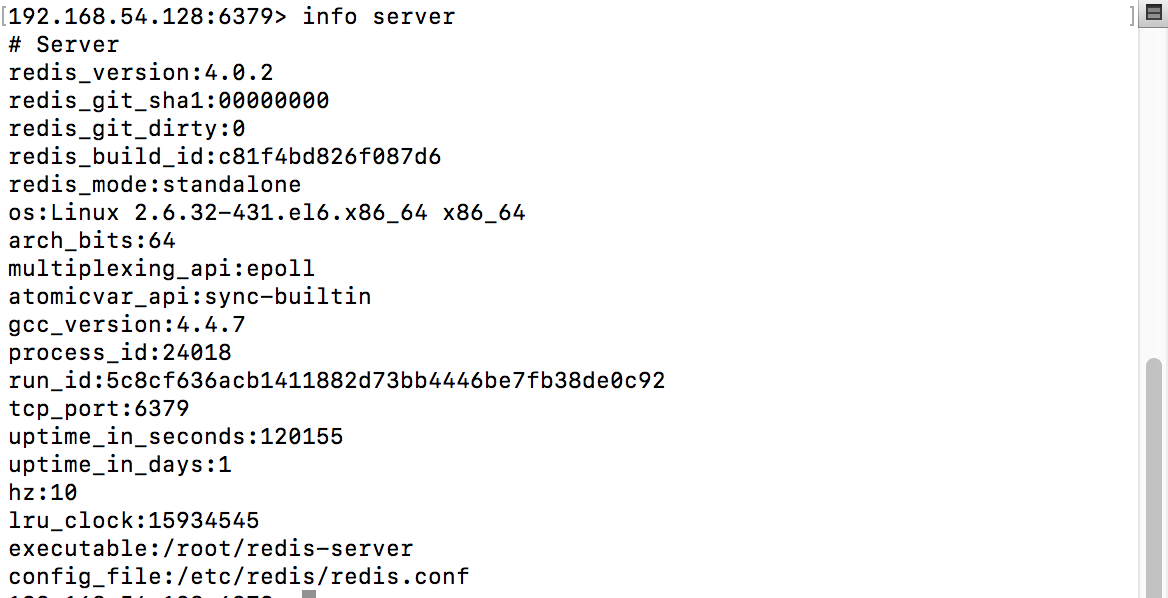 [192.168.54.128:6379> info server ]
# Server
redis_version:4.0.2
redis_git_sha1:00000000
redis_git_dirty:0
redis_build_id:c81f4bd826f087d6
redis_mode:standalone
os:Linux 2.6.32-431.el6.x86_64 x86_64
arch_bits:64
multiplexing_api:epoll
atomicvar_api:sync-builtin
gcc_version:4.4.7
process_id:24018
run_id:5c8cf636acb1411882d73bb4446be7fb38de0c92
tcp_port:6379
uptime_in_seconds:120155
uptime_in_days:1
hz:10
lru_clock:15934545
executable:/root/redis-server
config_file:/etc/redis/redis.conf